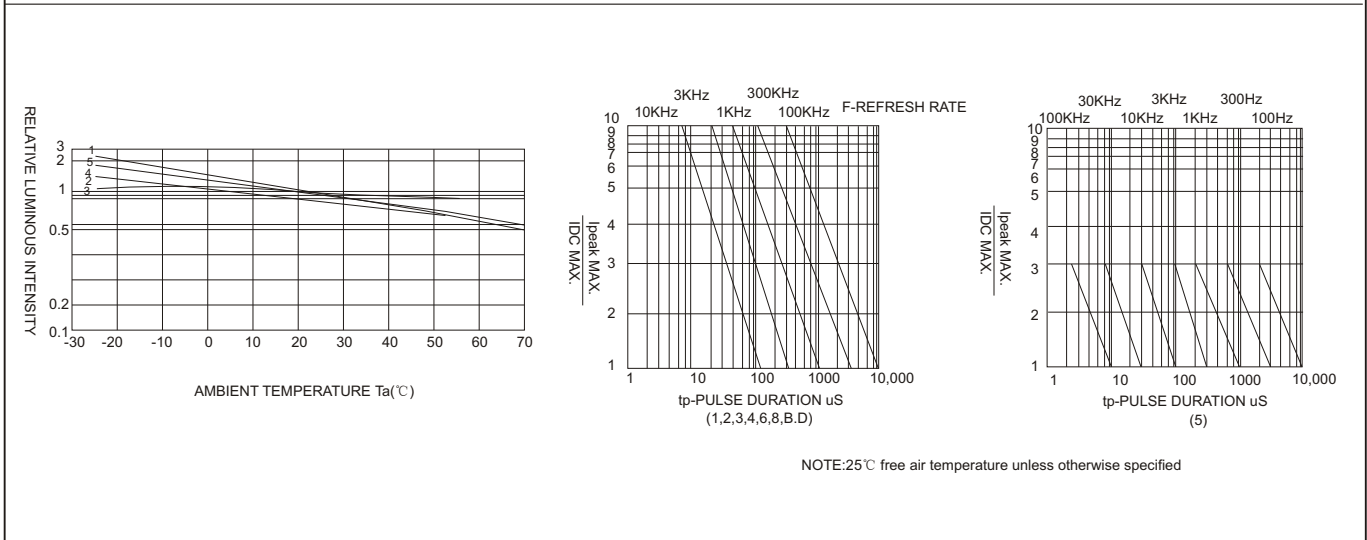 RELATIVE LUMINOUS INTENSITY
3
2
1
0.5
0.2
0.1
1
5
4
2
3
-30 -20 -10 0 10 20 30 40 50 60 70
AMBIENT TEMPERATURE Ta(℃)
3KHz 300KHz
10KHz 1KHz 100KHz F-REFRESH RATE
10
9
8
7
6
5
4
3
2
1
Ipeak MAX.
IDC MAX.
1 10 100 1000 10,000
tp-PULSE DURATION uS
(1,2,3,4,6,8,B.D)
30KHz 3KHz 300Hz
100KHz 10KHz 1KHz 100Hz
10
9
8
7
6
5
4
3
2
1
Ipeak MAX.
IDC MAX.
1 10 100 1000 10,000
tp-PULSE DURATION uS
(5)
NOTE:25℃ free air temperature unless otherwise specified